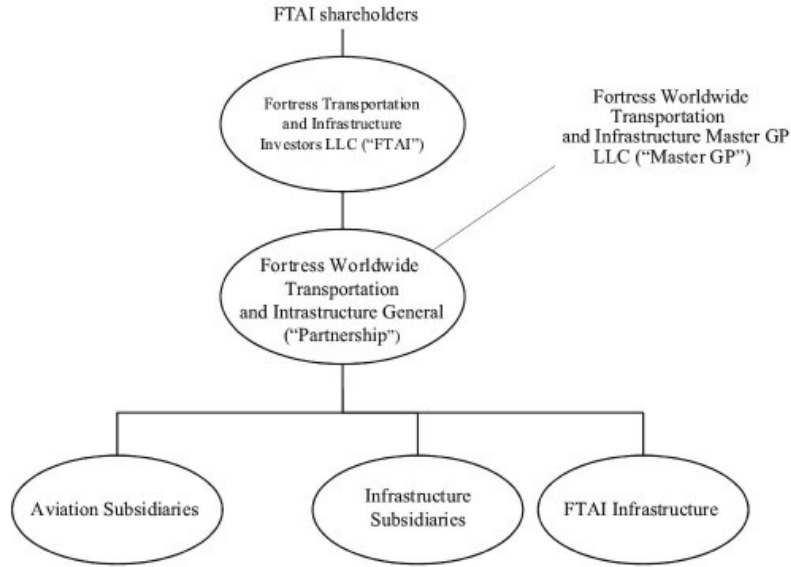 FTAI shareholders
Fortress Transportation
and Infrastructure
Investors LLC (“FTAI”)
Fortress Worldwide
Transportation
and Infrastructure Master GP
LLC (“Master GP”)
Fortress Worldwide
Transportation
and Intrastructure General
(“Partnership”)
Aviation Subsidiaries
Infrastructure
Subsidiaries
FTAI Infrastructure